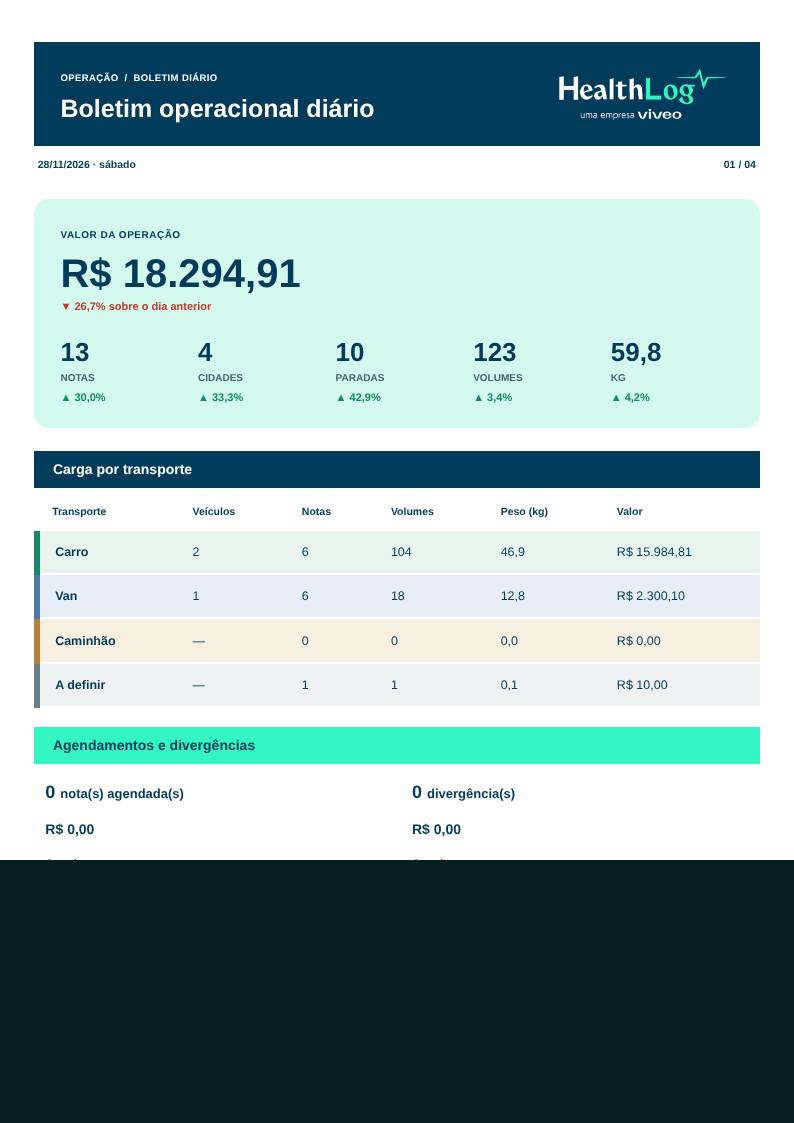 OPERAÇÃO / BOLETIM DIÁRIO
Boletim operacional diário
HealthLog
uma empresa viveo
28/11/2026 · sábado
01 / 04
VALOR DA OPERAÇÃO
R$ 18.294,91
▼ 26,7% sobre o dia anterior
13 4 10 123 59,8
NOTAS CIDADES PARADAS VOLUMES KG
▲ 30,0% ▲ 33,3% ▲ 42,9% ▲ 3,4% ▲ 4,2%
Carga por transporte
Transporte Veículos Notas Volumes Peso (kg) Valor
Carro 2 6 104 46,9 R$ 15.984,81
Van 1 6 18 12,8 R$ 2.300,10
Caminhão — 0 0 0,0 R$ 0,00
A definir — 1 1 0,1 R$ 10,00
Agendamentos e divergências
0 nota(s) agendada(s) 0 divergência(s)
R$ 0,00 R$ 0,00